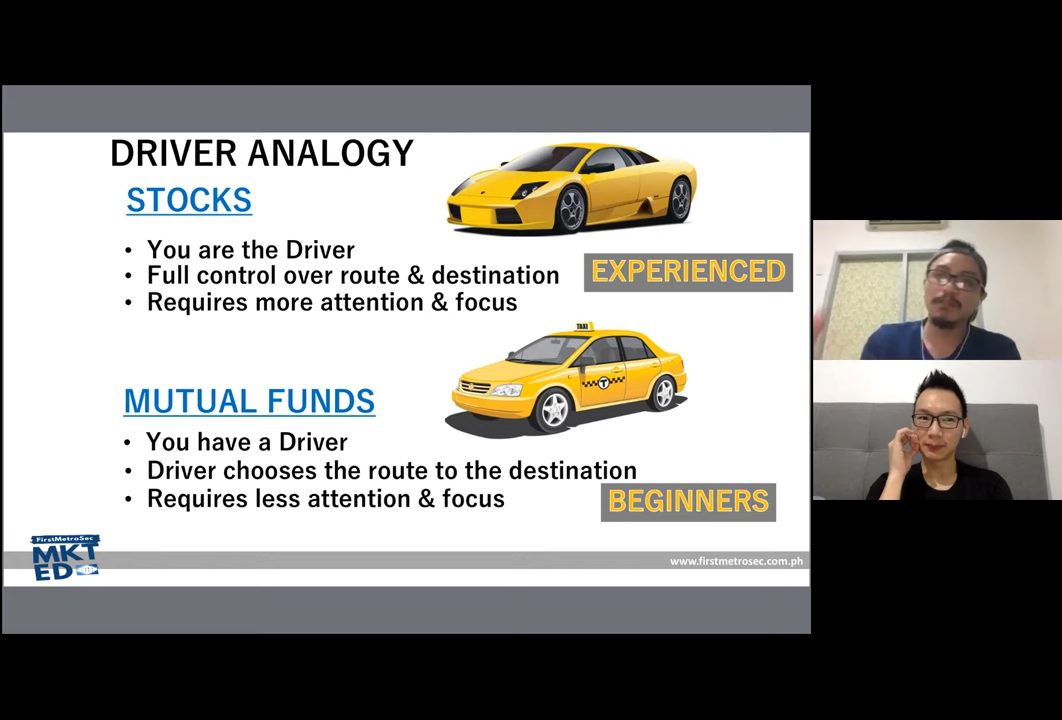 DRIVER ANALOGY
STOCKS
• You are the Driver
• Full control over route & destination
• Requires more attention & focus
EXPERIENCED
TAXI
T
MUTUAL FUNDS
• You have a Driver
• Driver chooses the route to the destination
• Requires less attention & focus
BEGINNERS
FirstMetroSec
MKT
ED
www.firstmetrosec.com.ph